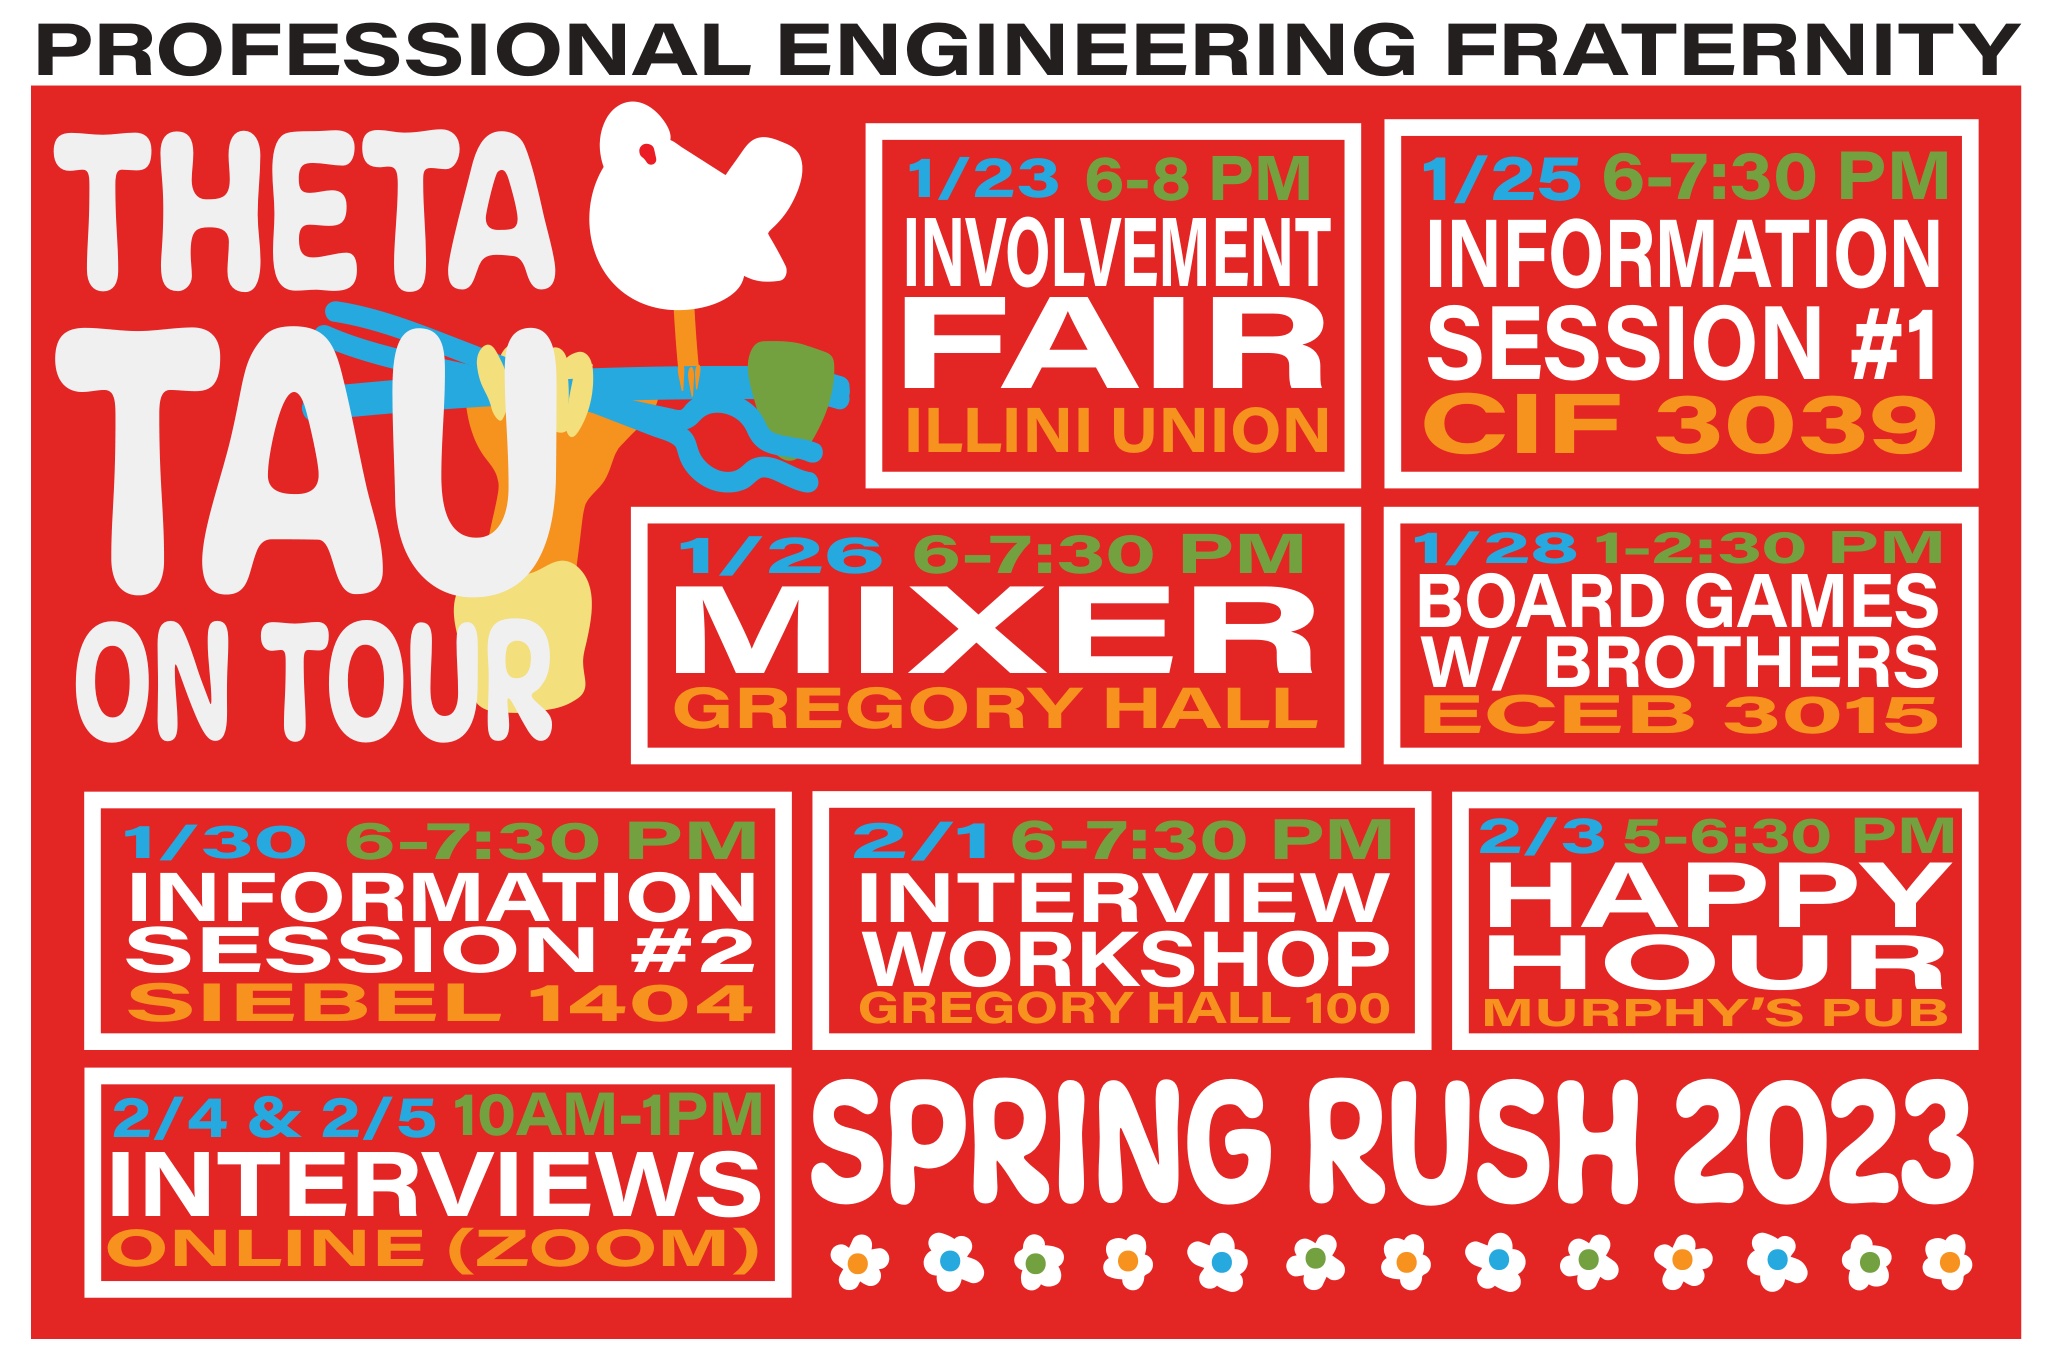 PROFESSIONAL ENGINEERING FRATERNITY
THETA
TAU
ON TOUR
1/23 6-8 PM
INVOLVEMENT
FAIR
ILLINI UNION
1/25 6-7:30 PM
INFORMATION
SESSION #1
CIF 3039
1/26 6-7:30 PM
MIXER
GREGORY HALL
1/28 1-2:30 PM
BOARD GAMES
W/ BROTHERS
ECEB 3015
1/30 6-7:30 PM
INFORMATION
SESSION #2
SIEBEL 1404
2/1 6-7:30 PM
INTERVIEW
WORKSHOP
GREGORY HALL 100
2/3 5-6:30 PM
HAPPY
HOUR
MURPHY'S PUB
2/4 & 2/5 10AM-1PM
INTERVIEWS
ONLINE (ZOOM)
SPRING RUSH 2023